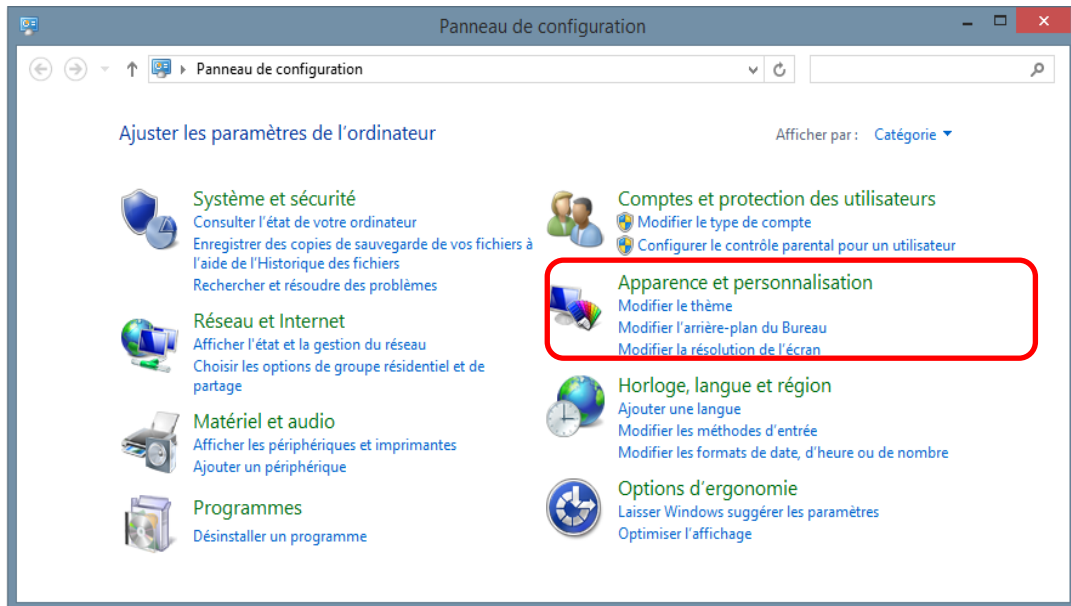 Panneau de configuration
Panneau de configuration
Ajuster les paramètres de l'ordinateur
Afficher par : Catégorie
Système et sécurité
Consulter l'état de votre ordinateur
Enregistrer des copies de sauvegarde de vos fichiers à
l'aide de l'Historique des fichiers
Rechercher et résoudre des problèmes
Réseau et Internet
Afficher l'état et la gestion du réseau
Choisir les options de groupe résidentiel et de
partage
Matériel et audio
Afficher les périphériques et imprimantes
Ajouter un périphérique
Programmes
Désinstaller un programme
Comptes et protection des utilisateurs
Modifier le type de compte
Configurer le contrôle parental pour un utilisateur
Apparence et personnalisation
Modifier le thème
Modifier l'arrière-plan du Bureau
Modifier la résolution de l'écran
Horloge, langue et région
Ajouter une langue
Modifier les méthodes d'entrée
Modifier les formats de date, d'heure ou de nombre
Options d'ergonomie
Laisser Windows suggérer les paramètres
Optimiser l'affichage